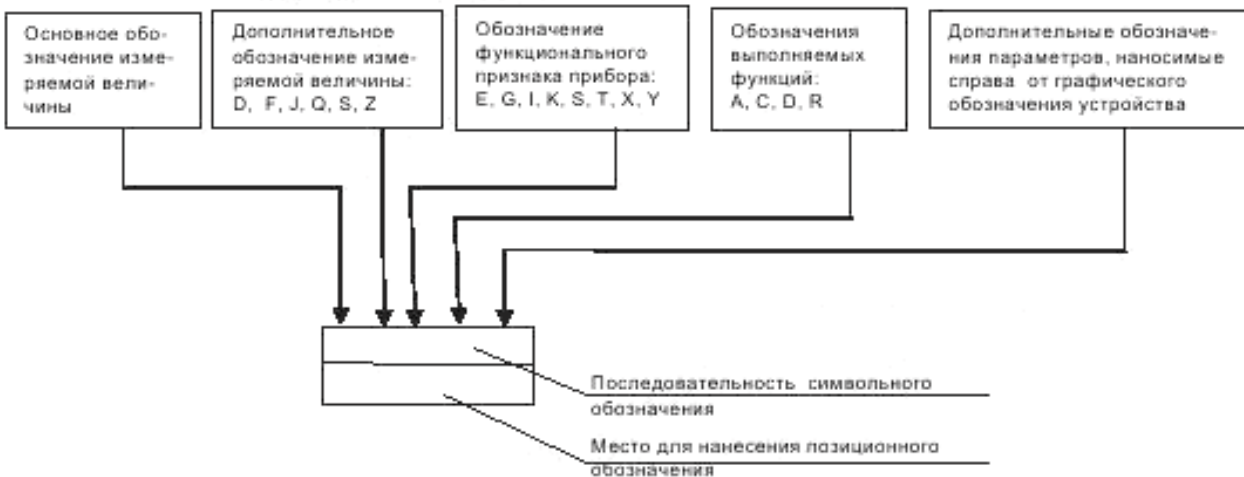 Основное обо-
значение изме-
ряемой вели-
чины
Дополнительное
обозначение изме-
ряемой величины:
D, F, J, Q, S, Z
Обозначение
функционального
признака прибора:
E, G, I, K, S, T, X, Y
Обозначения
выполняемых
функций:
A, C, D, R
Дополнительные обозначе-
ния параметров, наносимые
справа от графического
обозначения устройства
Последовательность символьного
обозначения
Место для нанесения позиционного
обозначения